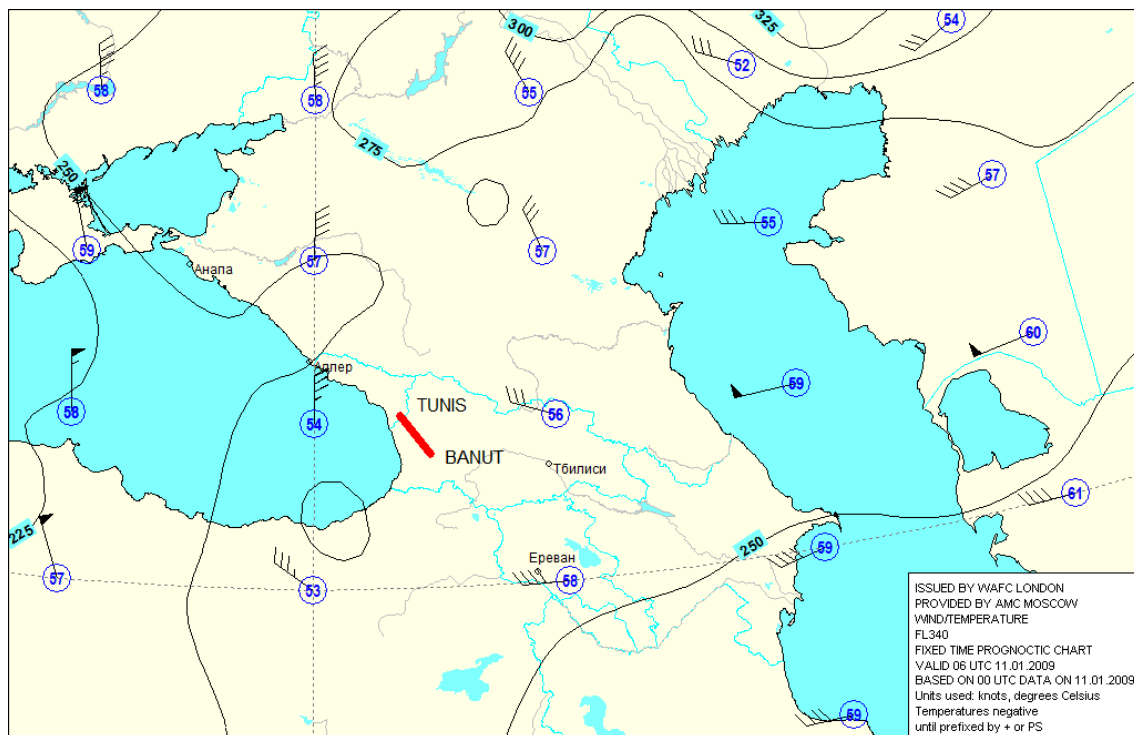 325
54
300
52
58
58
55
275
250
57
55
59
57
57
Анапа
60
Адлер
59
58
54
TUNIS
56
BANUT
Тбилиси
61
225
250
59
57
53
Ереван
58
59
ISSUED BY WAFC LONDON
PROVIDED BY AMC MOSCOW
WIND/TEMPERATURE
FL340
FIXED TIME PROGNOCTIC CHART
VALID 06 UTC 11.01.2009
BASED ON 00 UTC DATA ON 11.01.2009
Units used: knots, degrees Celsius
Temperatures negative
until prefixed by + or PS